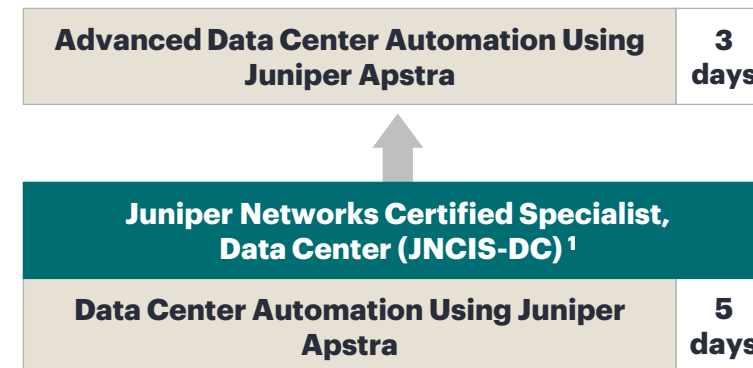 Advanced Data Center Automation Using
Juniper Apstra
3
days
Juniper Networks Certified Specialist,
Data Center (JNCIS-DC) 1
Data Center Automation Using Juniper
Apstra
5
days